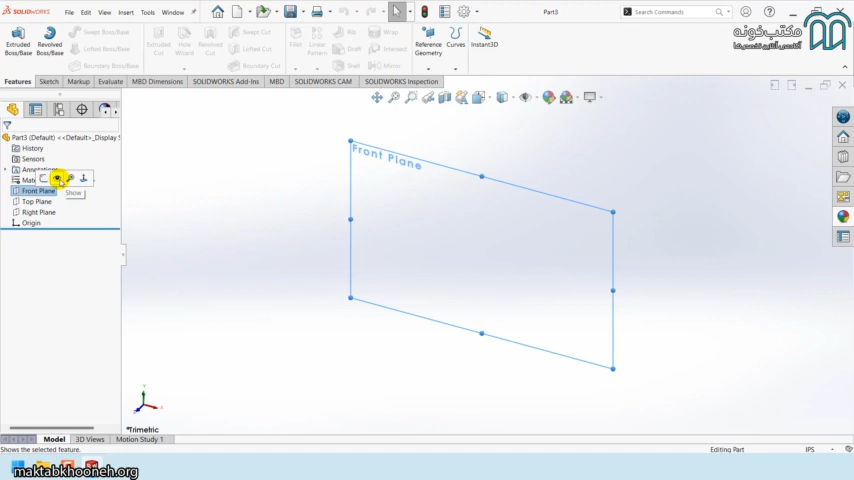 SOLIDWORKS File Edit View Insert Tools Window Part3 Search Commands
مکتب‌خونه
Extruded Boss/Base
Revolved Boss/Base
Swept Boss/Base
Lofted Boss/Base
Boundary Boss/Base
Extruded Cut
Hole Wizard
Revolved Cut
Swept Cut
Lofted Cut
Boundary Cut
Fillet
Linear Pattern
Rib
Draft
Shell
Wrap
Intersect
Mirror
Reference Geometry
Curves
Instant3D
Features Sketch Markup Evaluate MBD Dimensions SOLIDWORKS Add-Ins MBD SOLIDWORKS CAM SOLIDWORKS Inspection
Part3 (Default) <<Default>_Display S
History
Sensors
Annotations
Mat
Front Plane
Show
Top Plane
Right Plane
Origin
Front Plane
Y
X
*Trimetric
Model 3D Views Motion Study 1
Shows the selected feature. Editing Part IPS
maktabkhooneh.org